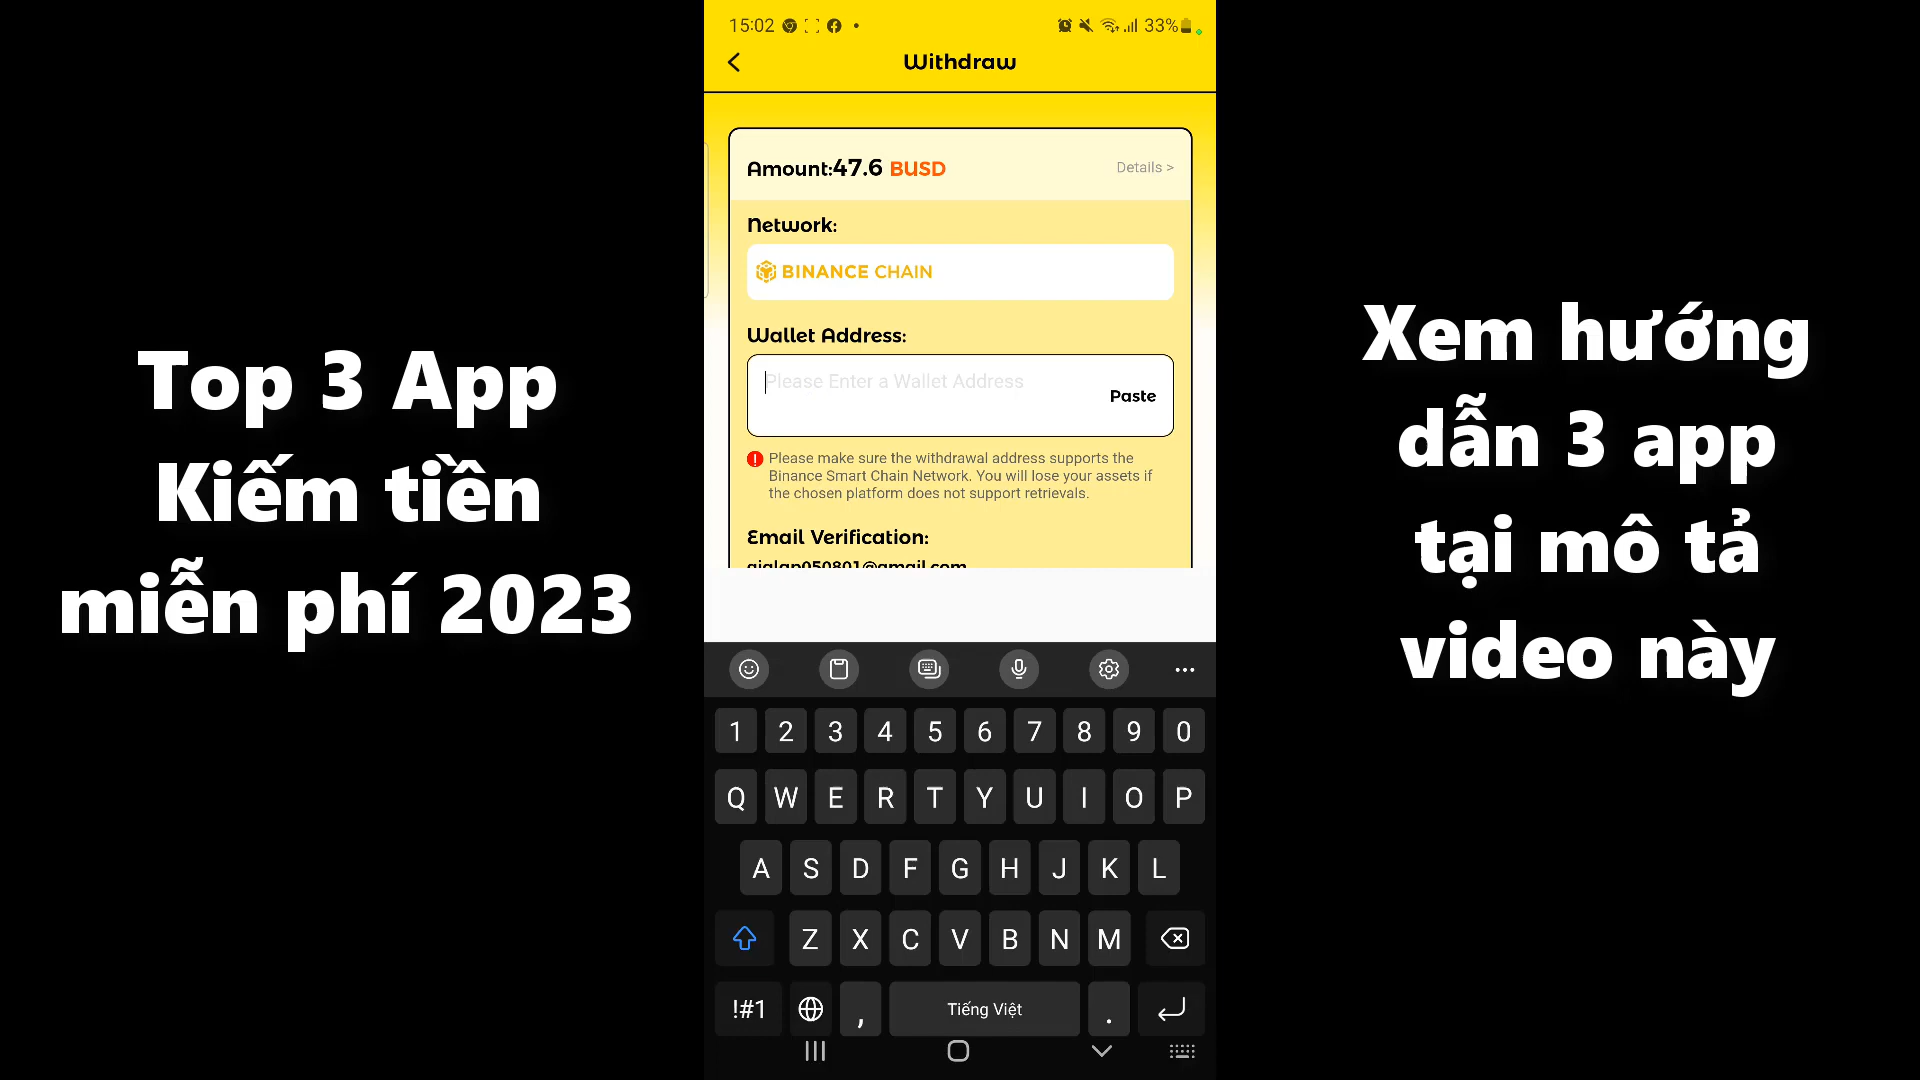 Top 3 App
Kiếm tiền
miễn phí 2023
15:02
33%
Withdraw
Amount:47.6 BUSD
Details >
Network:
BINANCE CHAIN
Wallet Address:
Please Enter a Wallet Address
Paste
Please make sure the withdrawal address supports the
Binance Smart Chain Network. You will lose your assets if
the chosen platform does not support retrievals.
Email Verification:
1 2 3 4 5 6 7 8 9 0
Q W E R T Y U I O P
A S D F G H J K L
Z X C V B N M
!#1 , Tiếng Việt .
Xem hướng
dẫn 3 app
tại mô tả
video này